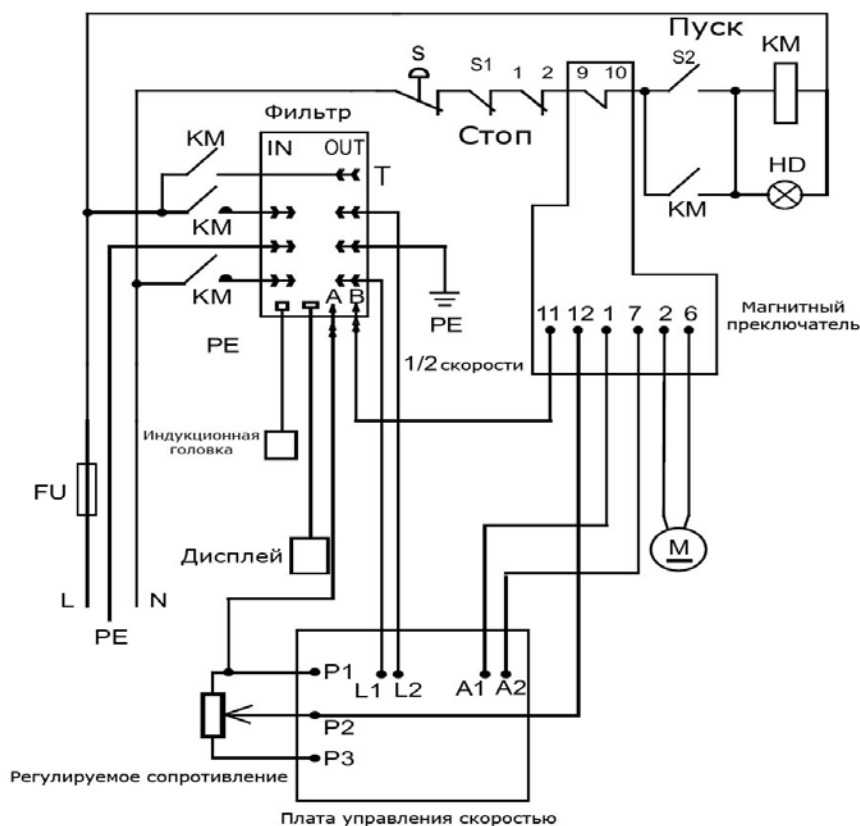 Пуск
S
S1
1
2
9
10
S2
KM
Стоп
Фильтр
IN
OUT
KM
T
HD
KM
KM
KM
A
B
PE
PE
11
12
1
7
2
6
Магнитный
преключатель
1/2 скорости
Индукционная
головка
FU
Дисплей
M
L
N
PE
P1
L1
L2
A1
A2
P2
P3
Регулируемое сопротивление
Плата управления скоростью